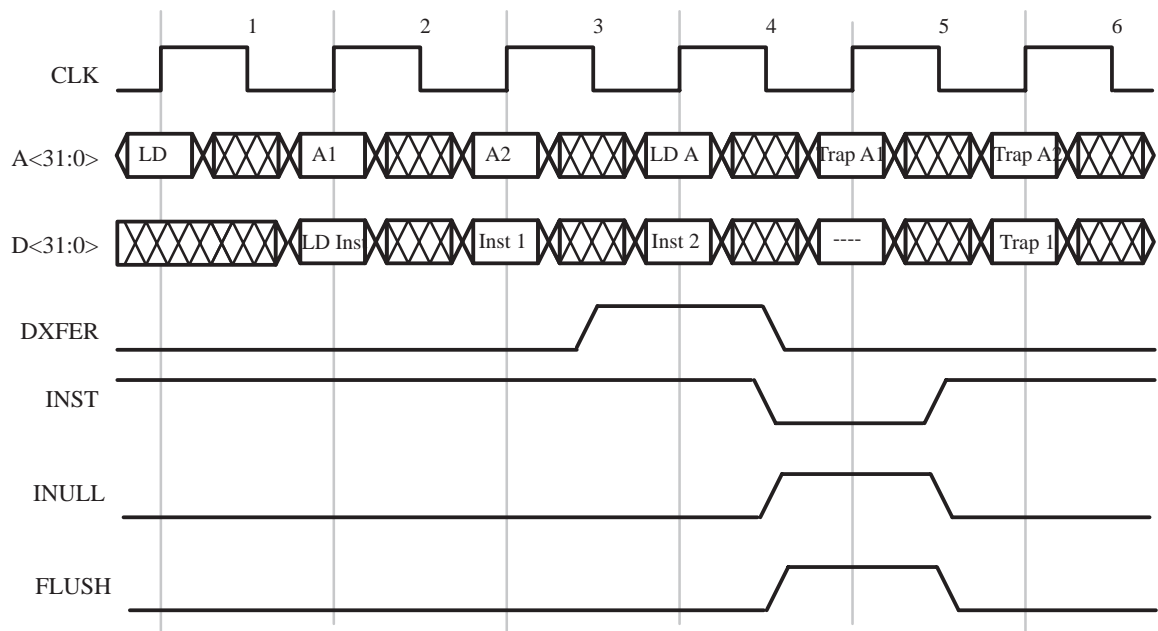 1 2 3 4 5 6
CLK
A<31:0> LD A1 A2 LD A Trap A1 Trap A2
D<31:0> LD Inst Inst 1 Inst 2 ---- Trap 1
DXFER
INST
INULL
FLUSH